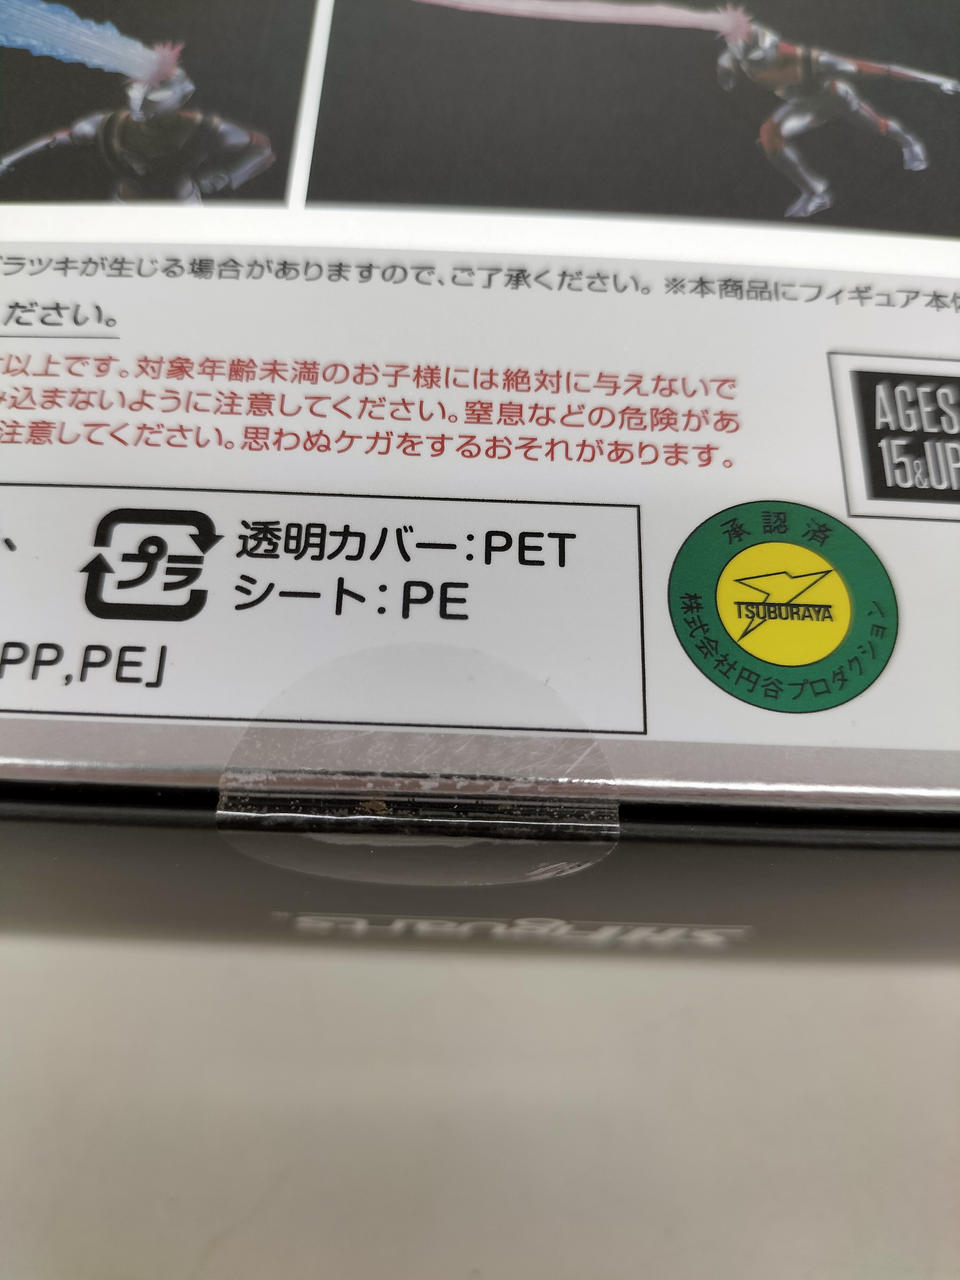 ラツキが生じる場合がありますので、ご了承ください。※本商品にフィギュア本体
ださい。
以上です。対象年齢未満のお子様には絶対に与えないで
込まないように注意してください。窒息などの危険があ
注意してください。思わぬケガをするおそれがあります。
AGES
15&UP
、
プラ
透明カバー:PET
シート:PE
PP,PE」
承認済
TSUBURAYA
株式会社円谷プロダクション
S.H.Figuarts